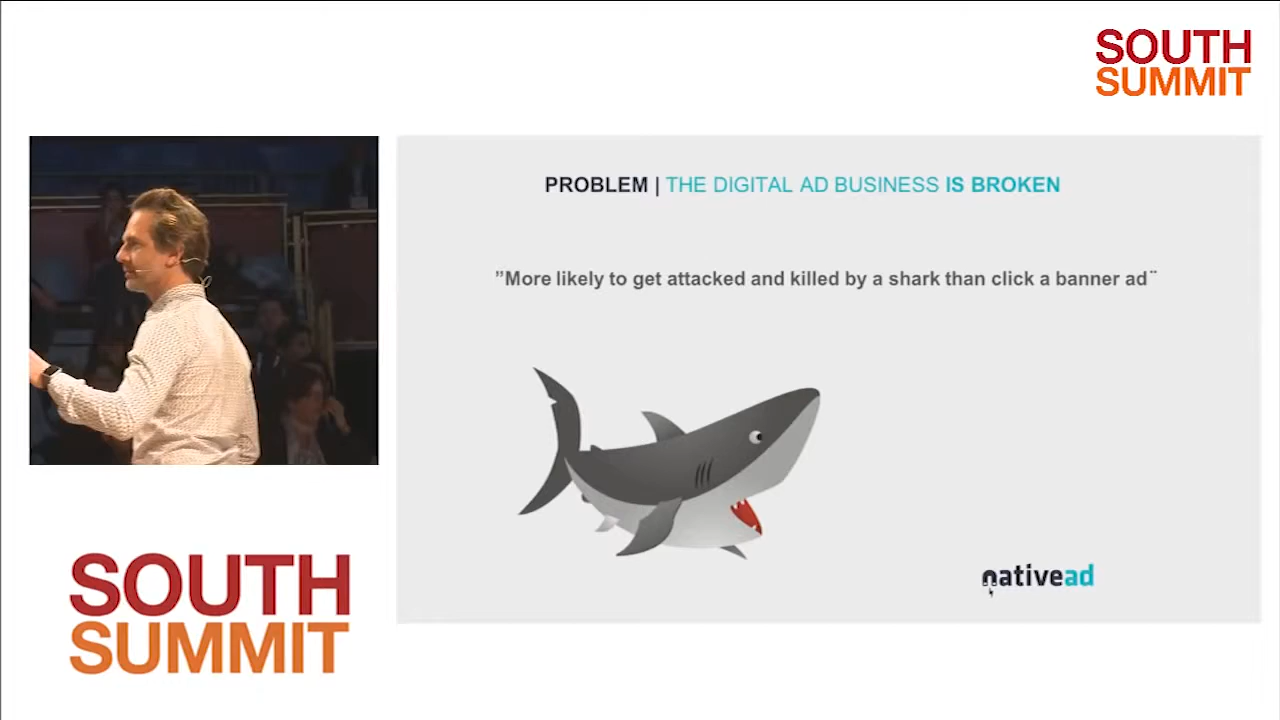 SOUTH
SUMMIT
PROBLEM | THE DIGITAL AD BUSINESS IS BROKEN
”More likely to get attacked and killed by a shark than click a banner ad¨
nativead
SOUTH
SUMMIT